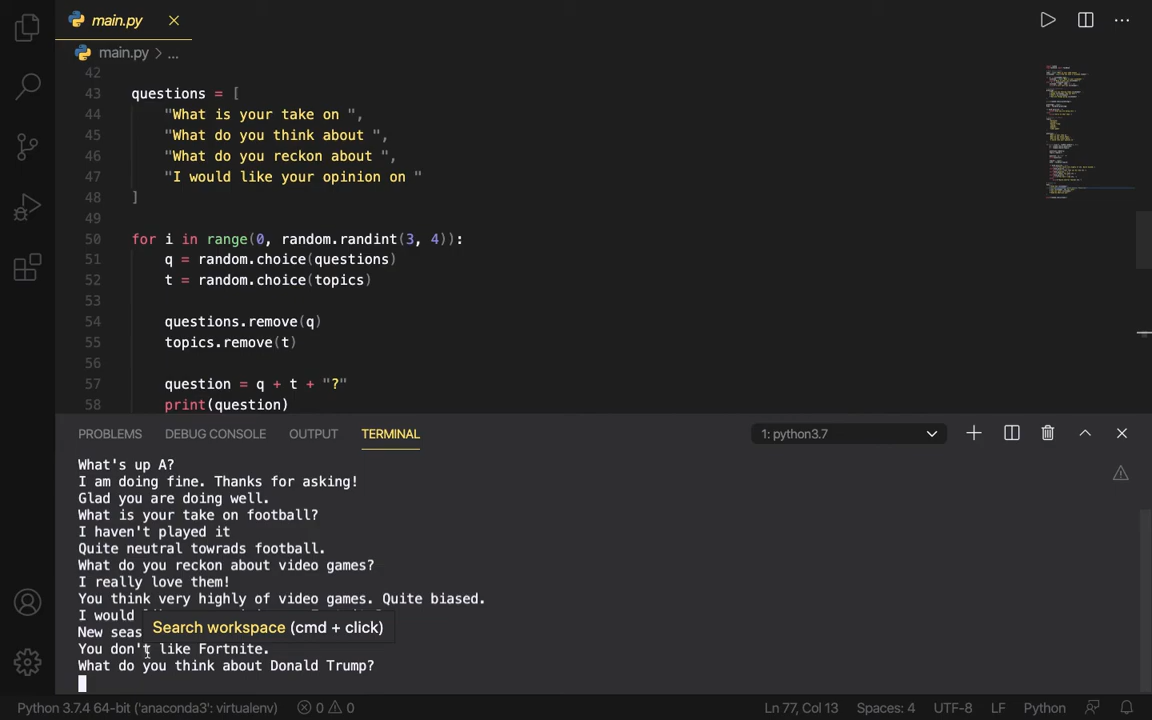 main.py
main.py > ...
42
43 questions = [
44 "What is your take on ",
45 "What do you think about ",
46 "What do you reckon about ",
47 "I would like your opinion on "
48 ]
49
50 for i in range(0, random.randint(3, 4)):
51 q = random.choice(questions)
52 t = random.choice(topics)
53
54 questions.remove(q)
55 topics.remove(t)
56
57 question = q + t + "?"
58 print(question)
PROBLEMS DEBUG CONSOLE OUTPUT TERMINAL 1: python3.7
What's up A?
I am doing fine. Thanks for asking!
Glad you are doing well.
What is your take on football?
I haven't played it
Quite neutral towrads football.
What do you reckon about video games?
I really love them!
You think very highly of video games. Quite biased.
I would
Search workspace (cmd + click)
New seas
You don't like Fortnite.
What do you think about Donald Trump?
Python 3.7.4 64-bit ('anaconda3': virtualenv) 0 0 Ln 77, Col 13 Spaces: 4 UTF-8 LF Python